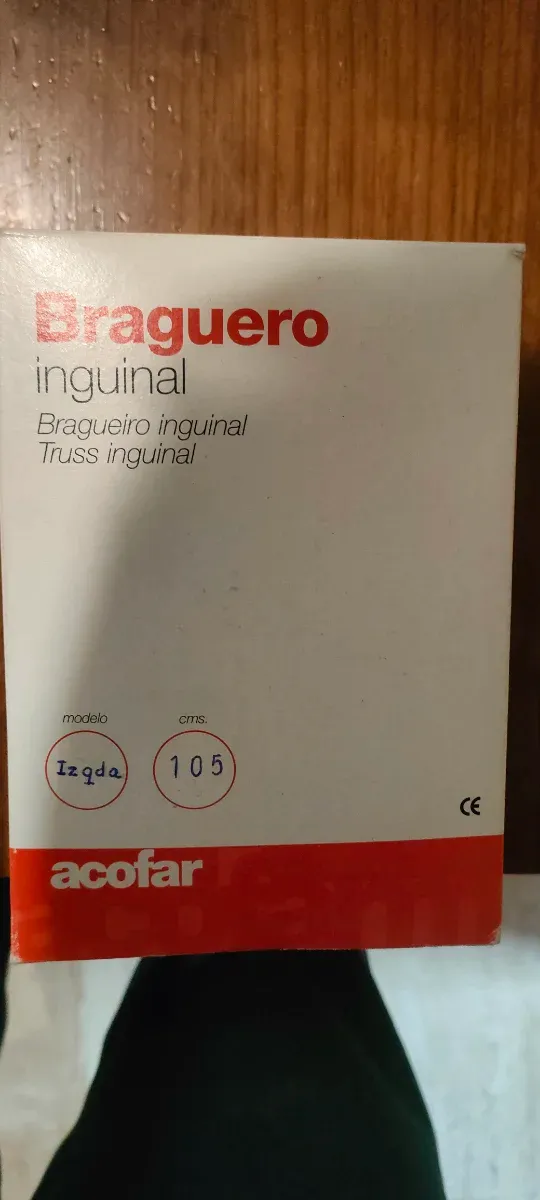 Braguero
inguinal
Bragueiro inguinal
Truss inguinal
modelo cms.
Izqda 105
CE
acofar